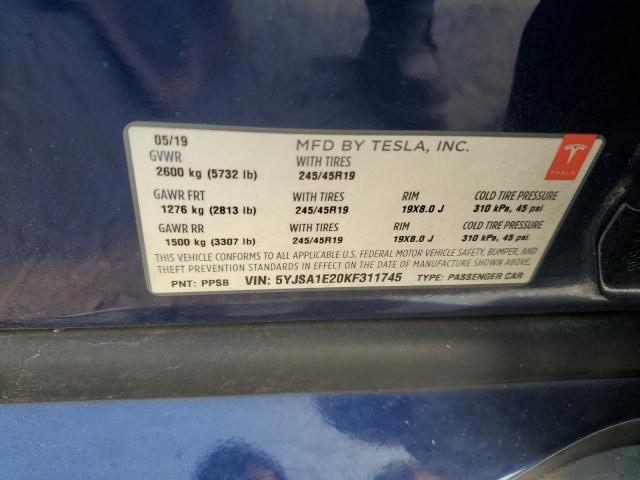 05/19 MFD BY TESLA, INC.
GVWR WITH TIRES
2600 kg (5732 lb) 245/45R19
TESLA
GAWR FRT WITH TIRES RIM COLD TIRE PRESSURE
1276 kg (2813 lb) 245/45R19 19X8.0 J 310 kPa, 45 psi
GAWR RR WITH TIRES RIM COLD TIRE PRESSURE
1500 kg (3307 lb) 245/45R19 19X8.0 J 310 kPa, 45 psi
THIS VEHICLE CONFORMS TO ALL APPLICABLE U.S. FEDERAL MOTOR VEHICLE SAFETY, BUMPER, AND
THEFT PREVENTION STANDARDS IN EFFECT ON THE DATE OF MANUFACTURE SHOWN ABOVE.
PNT: PPSB VIN: 5YJSA1E20KF311745 TYPE: PASSENGER CAR